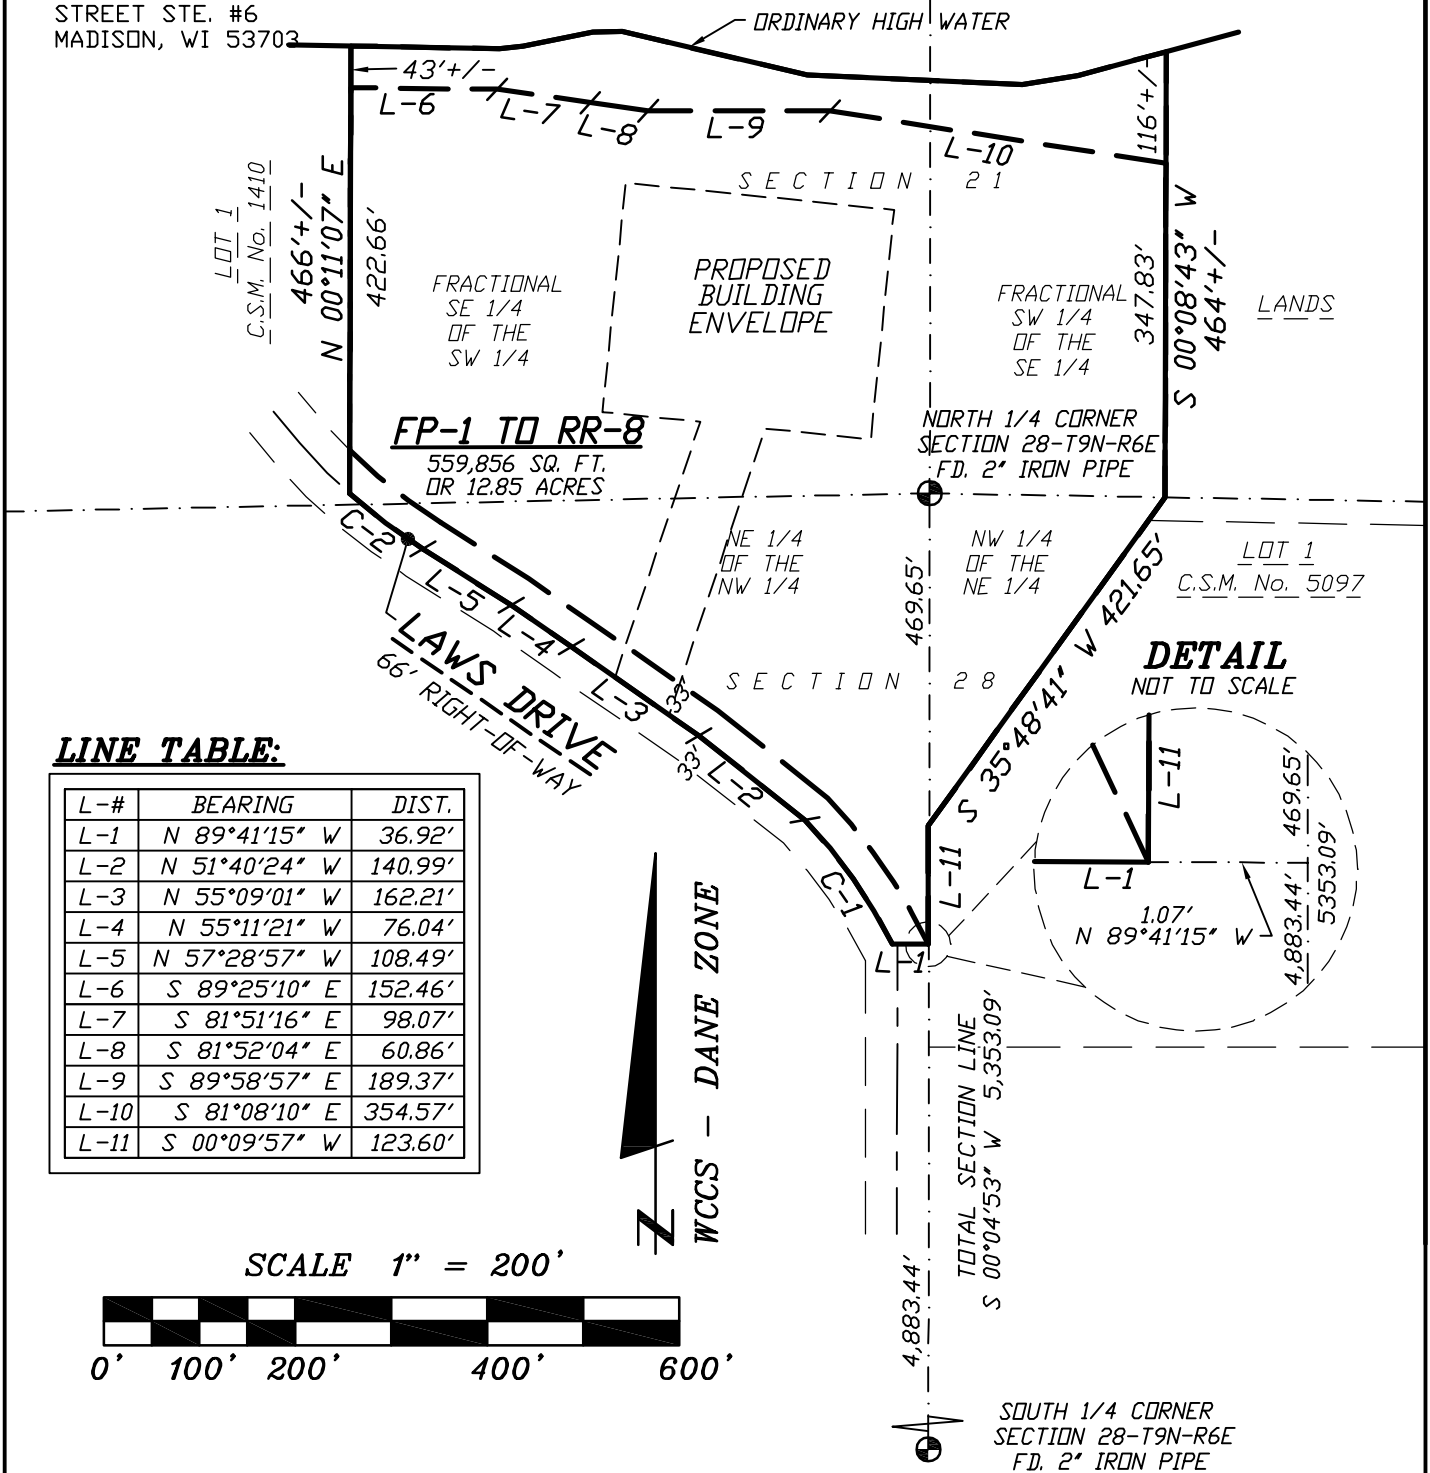 STREET STE. #6
MADISON, WI 53703
ORDINARY HIGH WATER
43'+/-
L-6
L-7
L-8
L-9
L-10
116'+/-
SECTION 21
LOT 1
C.S.M. No. 1410
466'+/-
N 00°11'07" E
422.66'
FRACTIONAL
SE 1/4
OF THE
SW 1/4
PROPOSED
BUILDING
ENVELOPE
FRACTIONAL
SW 1/4
OF THE
SE 1/4
347.83'
S 00°08'43" W
464'+/-
LANDS
FP-1 TO RR-8
559,856 SQ. FT.
OR 12.85 ACRES
NORTH 1/4 CORNER
SECTION 28-T9N-R6E
FD. 2" IRON PIPE
C-2
L-5
L-4
L-3
L-2
C-1
L-1
L-11
LAWS DRIVE
66' RIGHT-OF-WAY
33'
33'
NE 1/4
OF THE
NW 1/4
NW 1/4
OF THE
NE 1/4
469.65'
SECTION 28
S 35°48'41" W 421.65'
LOT 1
C.S.M. No. 5097
DETAIL
NOT TO SCALE
L-11
L-1
1.07'
N 89°41'15" W
469.65'
4,883.44'
5353.09'
LINE TABLE:
L-# BEARING DIST.
L-1 N 89°41'15" W 36.92'
L-2 N 51°40'24" W 140.99'
L-3 N 55°09'01" W 162.21'
L-4 N 55°11'21" W 76.04'
L-5 N 57°28'57" W 108.49'
L-6 S 89°25'10" E 152.46'
L-7 S 81°51'16" E 98.07'
L-8 S 81°52'04" E 60.86'
L-9 S 89°58'57" E 189.37'
L-10 S 81°08'10" E 354.57'
L-11 S 00°09'57" W 123.60'
N
WCCS - DANE ZONE
TOTAL SECTION LINE
S 00°04'53" W 5,353.09'
4,883.44'
SCALE 1" = 200'
0' 100' 200' 400' 600'
SOUTH 1/4 CORNER
SECTION 28-T9N-R6E
FD. 2" IRON PIPE